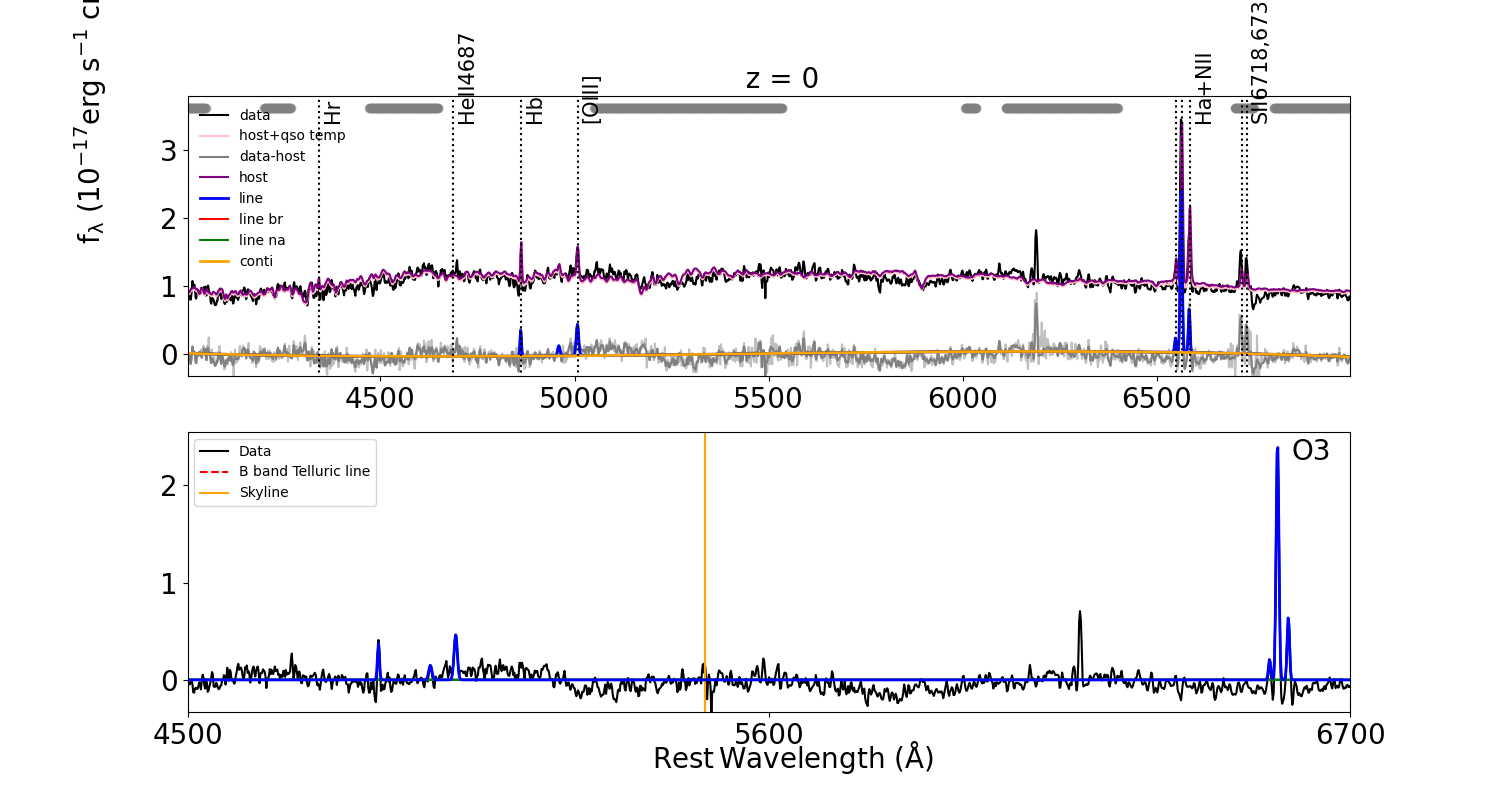 z = 0
f_λ (10^−17 erg s^−1
Hr
HeII4687
Hb
[OIII]
Ha+NII
SII6718,673
data
host+qso temp
data-host
host
line
line br
line na
conti
3
2
1
0
4500 5000 5500 6000 6500
Data
B band Telluric line
Skyline
O3
2
1
0
4500 5600 6700
Rest Wavelength (Å)